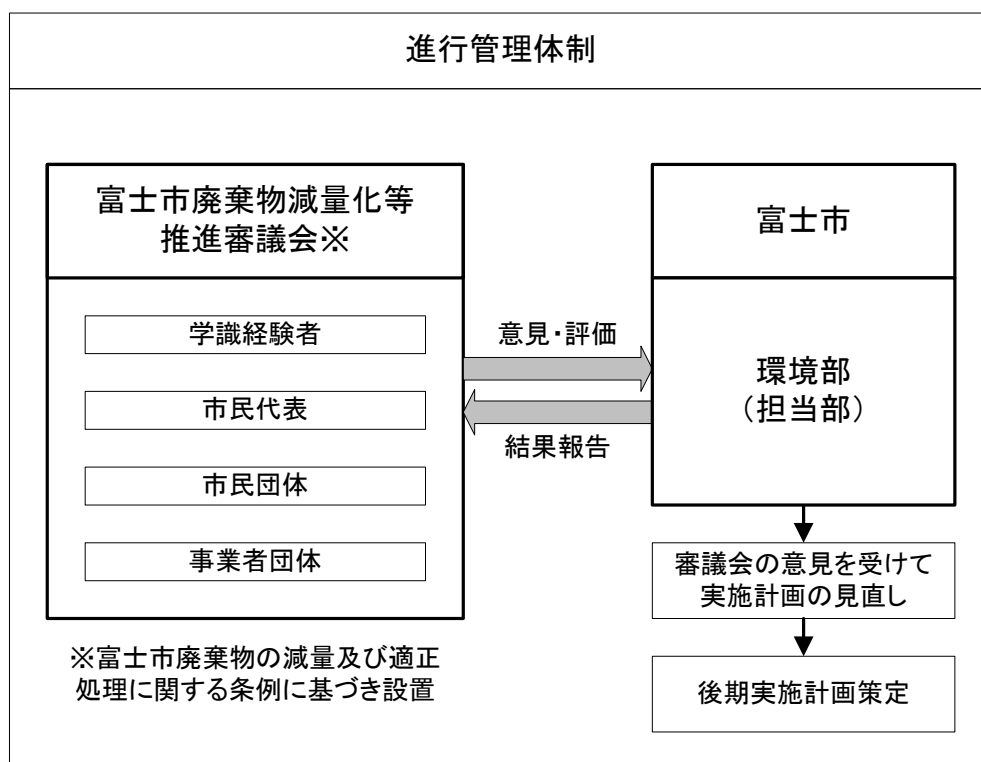 進行管理体制
富士市廃棄物減量化等
推進審議会※
学識経験者
市民代表
市民団体
事業者団体
※富士市廃棄物の減量及び適正
処理に関する条例に基づき設置
意見・評価
結果報告
富士市
環境部
（担当部）
審議会の意見を受けて
実施計画の見直し
後期実施計画策定